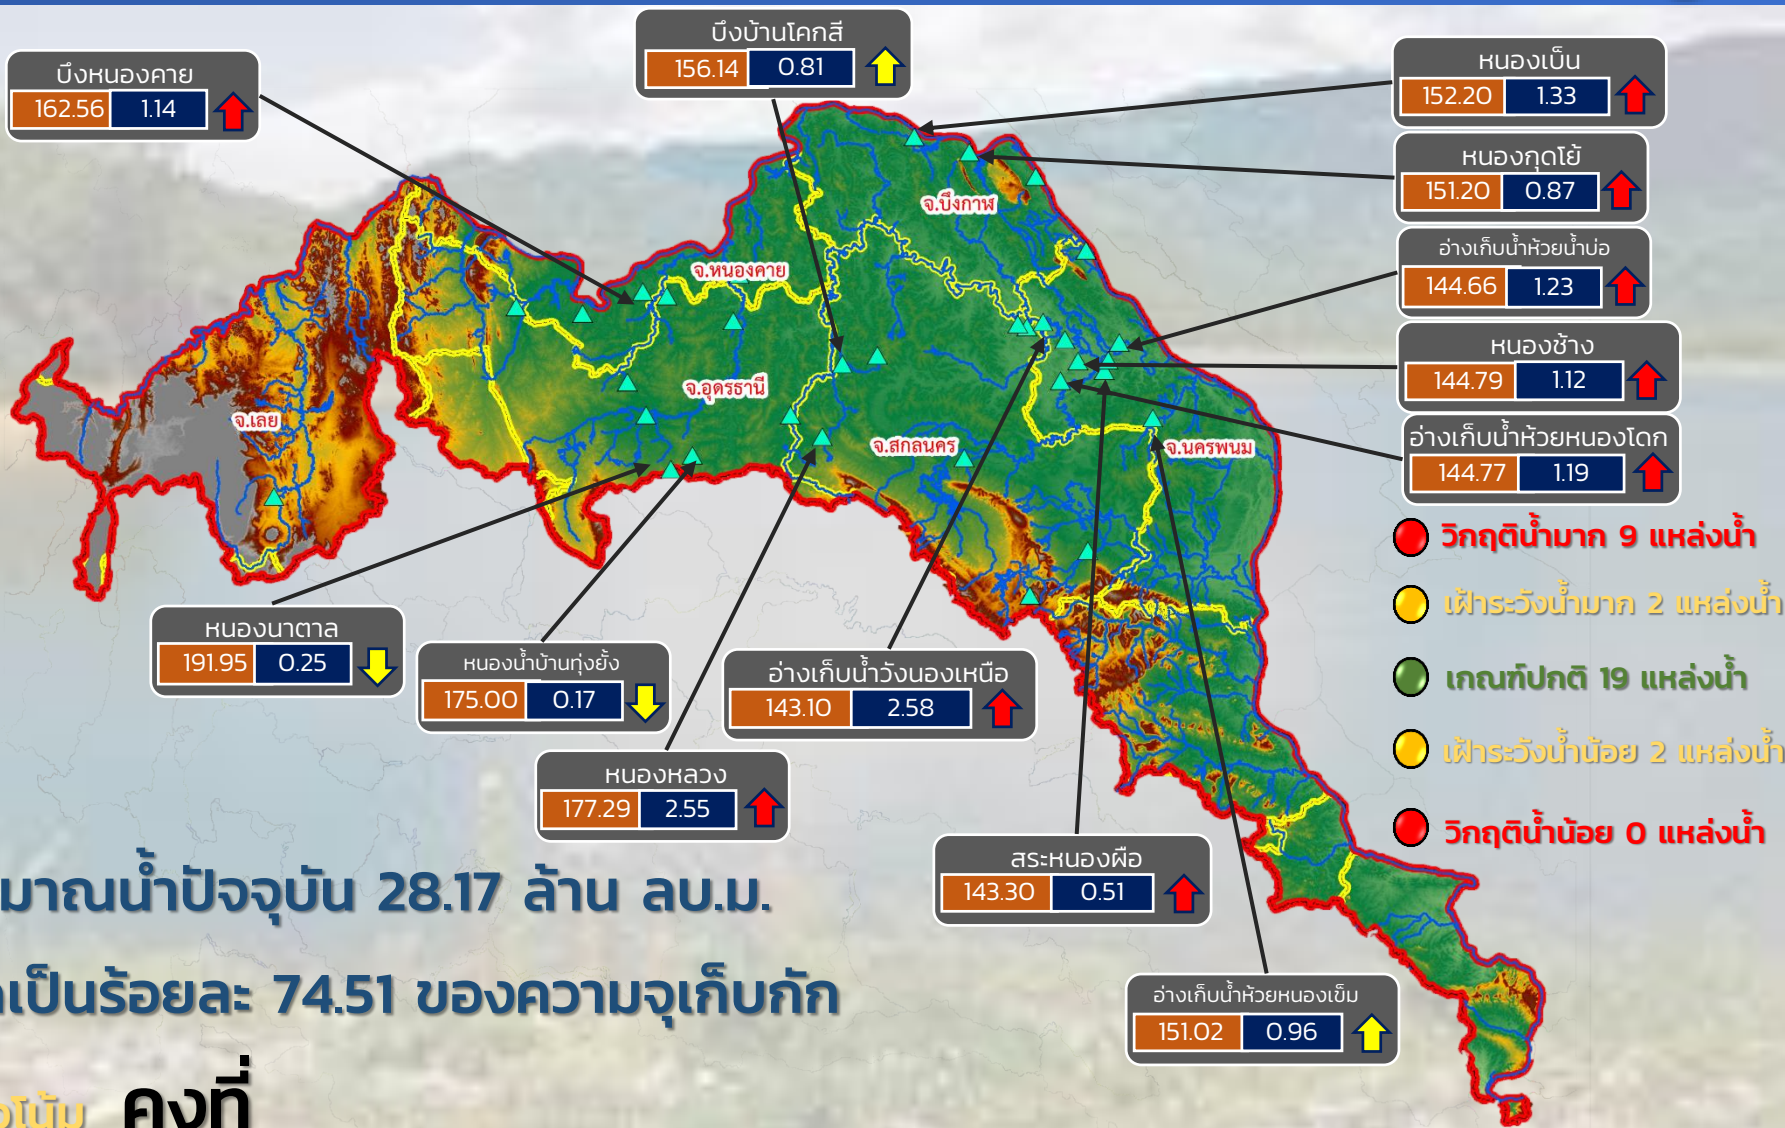 บึงหนองคาย
162.56 1.14
บึงบ้านโคกสี
156.14 0.81
หนองเบ็น
152.20 1.33
หนองกุดโย้
151.20 0.87
อ่างเก็บน้ำห้วยน้ำบ่อ
144.66 1.23
หนองช้าง
144.79 1.12
อ่างเก็บน้ำห้วยหนองโดก
144.77 1.19
จ.บึงกาฬ
จ.หนองคาย
จ.อุดรธานี
จ.เลย
จ.สกลนคร
จ.นครพนม
วิกฤติน้ำมาก 9 แหล่งน้ำ
เฝ้าระวังน้ำมาก 2 แหล่งน้ำ
เกณฑ์ปกติ 19 แหล่งน้ำ
เฝ้าระวังน้ำน้อย 2 แหล่งน้ำ
วิกฤติน้ำน้อย 0 แหล่งน้ำ
หนองนาตาล
191.95 0.25
หนองน้ำบ้านทุ่งยั้ง
175.00 0.17
อ่างเก็บน้ำวังนองเหนือ
143.10 2.58
หนองหลวง
177.29 2.55
สระหนองผือ
143.30 0.51
อ่างเก็บน้ำห้วยหนองเข็ม
151.02 0.96
มาณน้ำปัจจุบัน 28.17 ล้าน ลบ.ม.
เป็นร้อยละ 74.51 ของความจุเก็บกัก
โน้ม คงที่